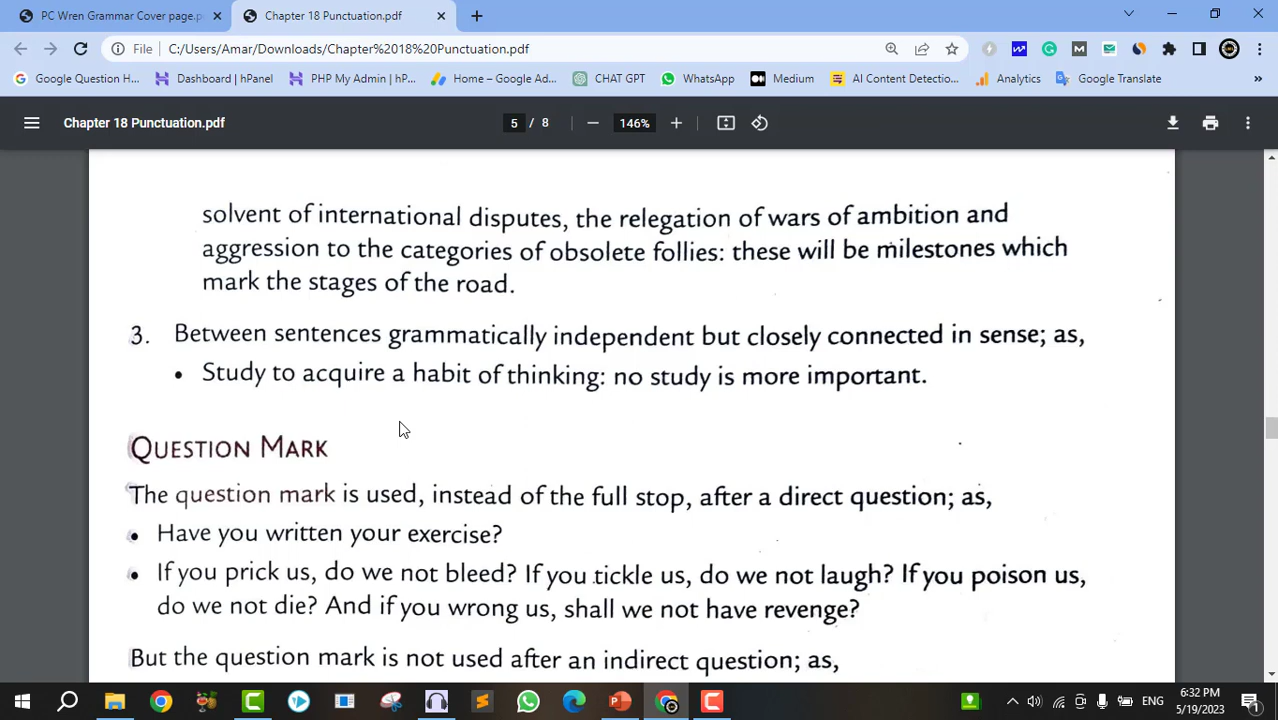 PC Wren Grammar Cover page.p
Chapter 18 Punctuation.pdf
File
C:/Users/Amar/Downloads/Chapter%2018%20Punctuation.pdf
Google Question H...
Dashboard | hPanel
PHP My Admin | hP...
Home – Google Ad...
CHAT GPT
WhatsApp
Medium
AI Content Detectio...
Analytics
Google Translate
»
Chapter 18 Punctuation.pdf
5 / 8
146%
solvent of international disputes, the relegation of wars of ambition and
aggression to the categories of obsolete follies: these will be milestones which
mark the stages of the road.
3. Between sentences grammatically independent but closely connected in sense; as,
• Study to acquire a habit of thinking: no study is more important.
QUESTION MARK
The question mark is used, instead of the full stop, after a direct question; as,
• Have you written your exercise?
• If you prick us, do we not bleed? If you tickle us, do we not laugh? If you poison us,
do we not die? And if you wrong us, shall we not have revenge?
But the question mark is not used after an indirect question; as,
ENG
6:32 PM
5/19/2023